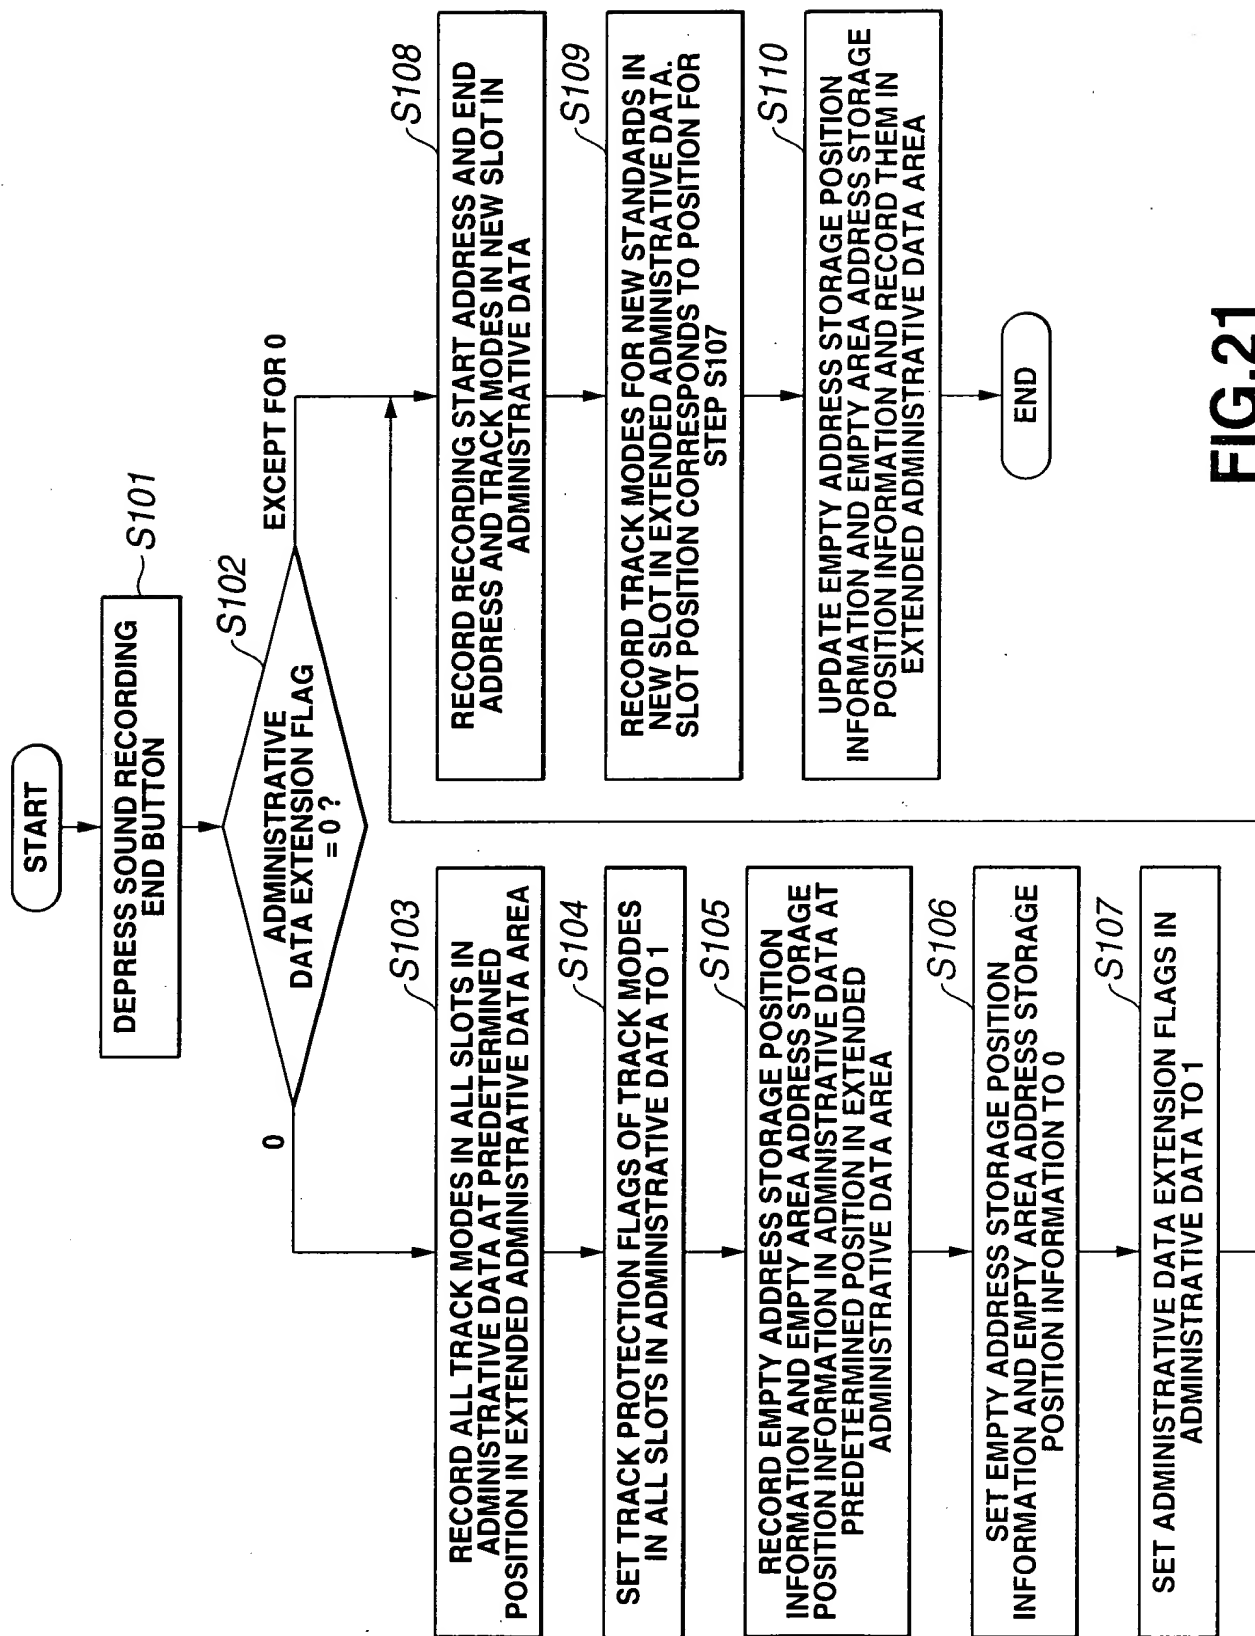 START
DEPRESS SOUND RECORDING
END BUTTON
S101
ADMINISTRATIVE
DATA EXTENSION FLAG
= 0 ?
S102
0
EXCEPT FOR 0
RECORD ALL TRACK MODES IN ALL SLOTS IN
ADMINISTRATIVE DATA AT PREDETERMINED
POSITION IN EXTENDED ADMINISTRATIVE DATA AREA
S103
SET TRACK PROTECTION FLAGS OF TRACK MODES
IN ALL SLOTS IN ADMINISTRATIVE DATA TO 1
S104
RECORD EMPTY ADDRESS STORAGE POSITION
INFORMATION AND EMPTY AREA ADDRESS STORAGE
POSITION INFORMATION IN ADMINISTRATIVE DATA AT
PREDETERMINED POSITION IN EXTENDED
ADMINISTRATIVE DATA AREA
S105
SET EMPTY ADDRESS STORAGE POSITION
INFORMATION AND EMPTY AREA ADDRESS STORAGE
POSITION INFORMATION TO 0
S106
SET ADMINISTRATIVE DATA EXTENSION FLAGS IN
ADMINISTRATIVE DATA TO 1
S107
RECORD RECORDING START ADDRESS AND END
ADDRESS AND TRACK MODES IN NEW SLOT IN
ADMINISTRATIVE DATA
S108
RECORD TRACK MODES FOR NEW STANDARDS IN
NEW SLOT IN EXTENDED ADMINISTRATIVE DATA.
SLOT POSITION CORRESPONDS TO POSITION FOR
STEP S107
S109
UPDATE EMPTY ADDRESS STORAGE POSITION
INFORMATION AND EMPTY AREA ADDRESS STORAGE
POSITION INFORMATION AND RECORD THEM IN
EXTENDED ADMINISTRATIVE DATA AREA
S110
END
FIG.21